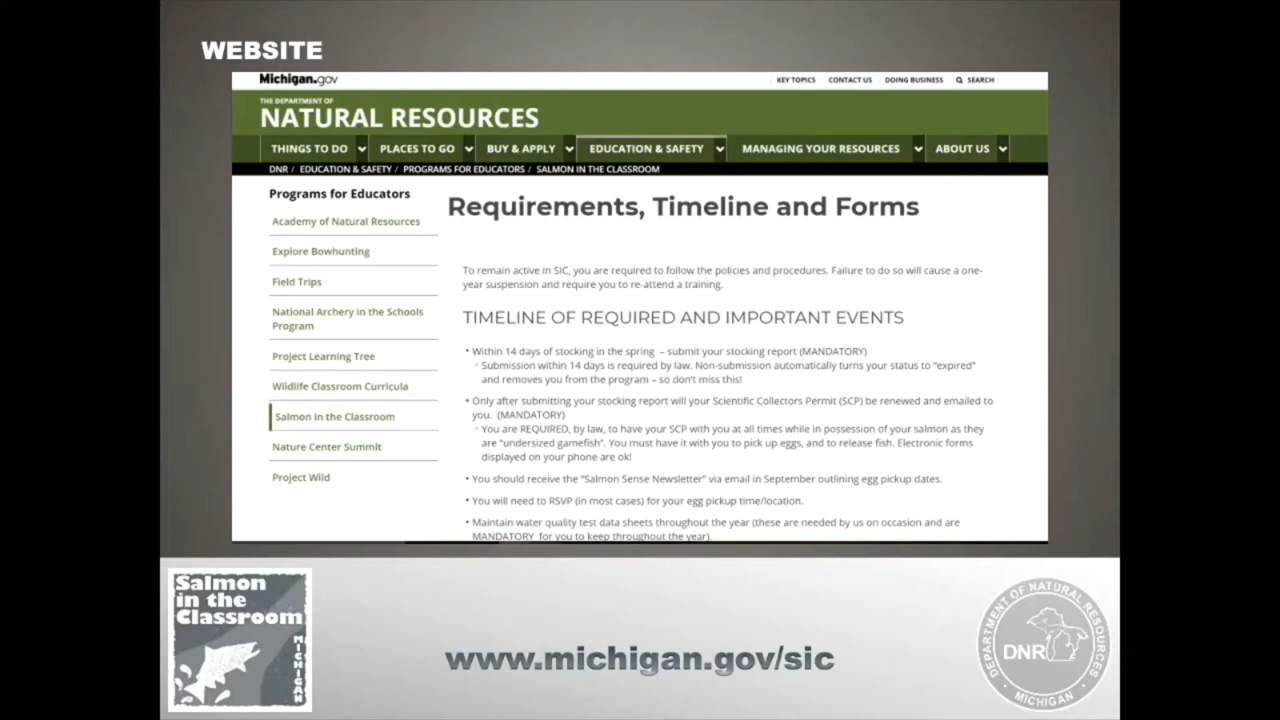 WEBSITE
Michigan.gov
KEY TOPICS CONTACT US DOING BUSINESS SEARCH
THE DEPARTMENT OF
NATURAL RESOURCES
THINGS TO DO PLACES TO GO BUY & APPLY EDUCATION & SAFETY MANAGING YOUR RESOURCES ABOUT US
DNR / EDUCATION & SAFETY / PROGRAMS FOR EDUCATORS / SALMON IN THE CLASSROOM
Programs for Educators
Academy of Natural Resources
Explore Bowhunting
Field Trips
National Archery in the Schools
Program
Project Learning Tree
Wildlife Classroom Curricula
Salmon in the Classroom
Nature Center Summit
Project Wild
Requirements, Timeline and Forms
To remain active in SIC, you are required to follow the policies and procedures. Failure to do so will cause a one-
year suspension and require you to re-attend a training.
TIMELINE OF REQUIRED AND IMPORTANT EVENTS
• Within 14 days of stocking in the spring – submit your stocking report (MANDATORY)
◦ Submission within 14 days is required by law. Non-submission automatically turns your status to “expired”
and removes you from the program – so don’t miss this!
• Only after submitting your stocking report will your Scientific Collectors Permit (SCP) be renewed and emailed to
you. (MANDATORY)
◦ You are REQUIRED, by law, to have your SCP with you at all times while in possession of your salmon as they
are “undersized gamefish”. You must have it with you to pick up eggs, and to release fish. Electronic forms
displayed on your phone are ok!
• You should receive the “Salmon Sense Newsletter” via email in September outlining egg pickup dates.
• You will need to RSVP (in most cases) for your egg pickup time/location.
• Maintain water quality test data sheets throughout the year (these are needed by us on occasion and are
MANDATORY for you to keep throughout the year).
Salmon
in the
Classroom
MICHIGAN
www.michigan.gov/sic
DEPARTMENT OF NATURAL RESOURCES
DNR
• MICHIGAN •